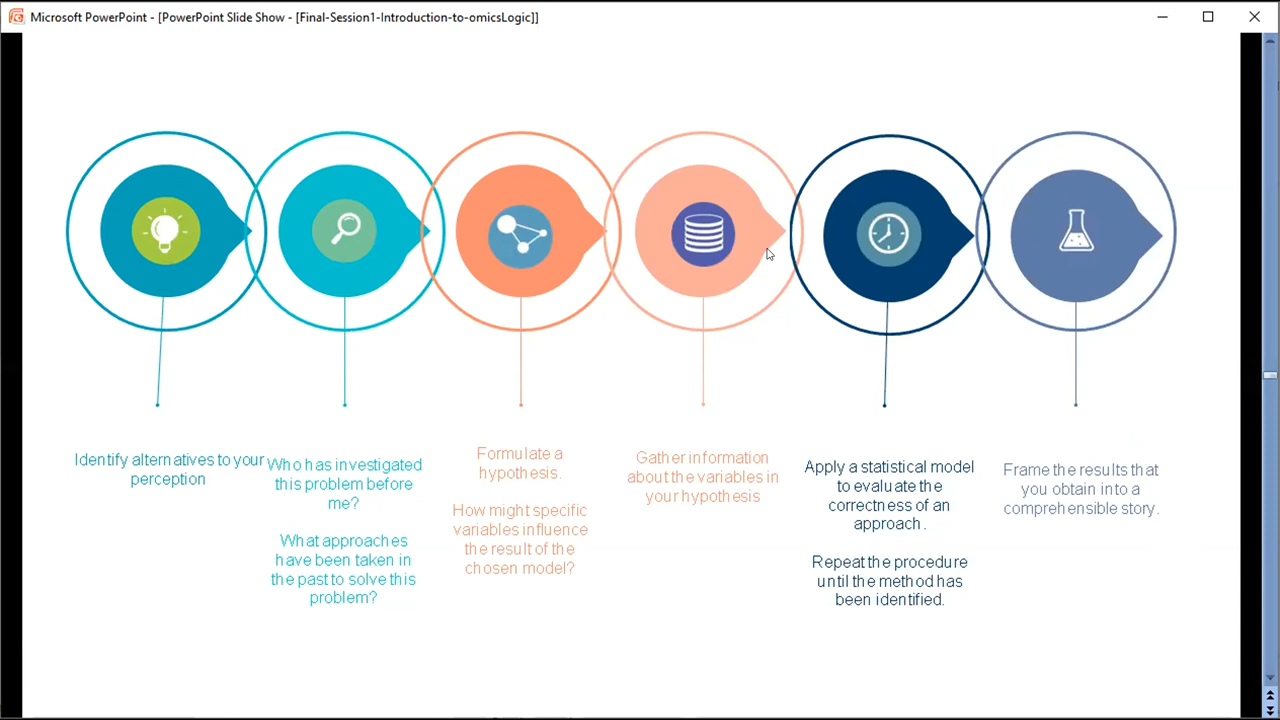 Microsoft PowerPoint - [PowerPoint Slide Show - [Final-Session1-Introduction-to-omicsLogic]]
Identify alternatives to your
perception
Who has investigated
this problem before
me?
What approaches
have been taken in
the past to solve this
problem?
Formulate a
hypothesis.
How might specific
variables influence
the result of the
chosen model?
Gather information
about the variables in
your hypothesis
Apply a statistical model
to evaluate the
correctness of an
approach.
Repeat the procedure
until the method has
been identified.
Frame the results that
you obtain into a
comprehensible story.